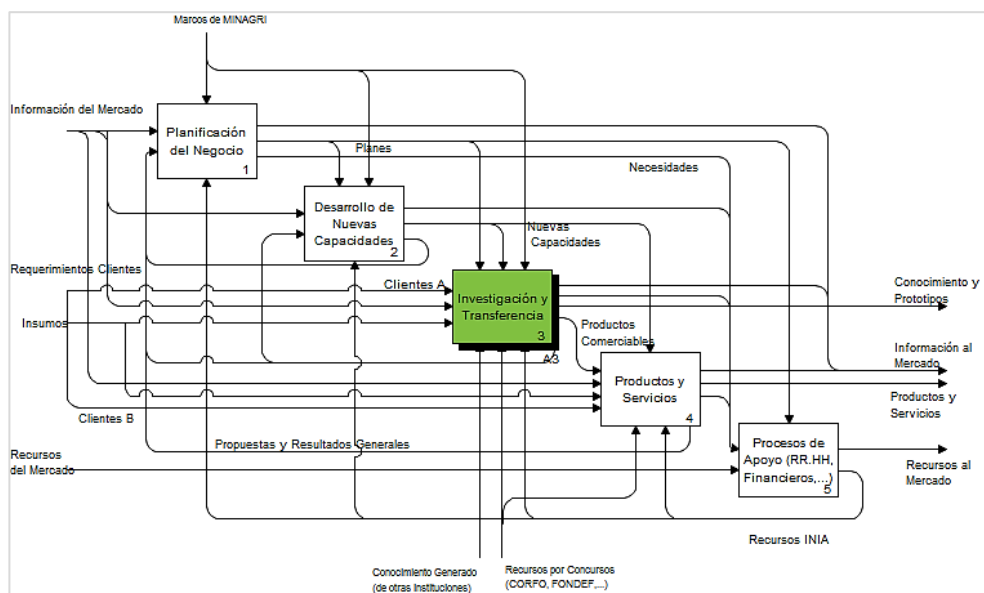 Marcos de MINAGRI
Información del Mercado
Planificación
del Negocio
1
Planes
Necesidades
Desarrollo de
Nuevas
Capacidades
2
Nuevas
Capacidades
Requerimientos Clientes
Clientes A
Investigación y
Transferencia
3
A3
Conocimiento y
Prototipos
Insumos
Productos
Comerciables
Información al
Mercado
Productos y
Servicios
4
Productos y
Servicios
Clientes B
Propuestas y Resultados Generales
Recursos
del Mercado
Procesos de
Apoyo (RR.HH,
Financieros,...)
5
Recursos al
Mercado
Recursos INIA
Conocimiento Generado
(de otras Instituciones)
Recursos por Concursos
(CORFO, FONDEF,...)